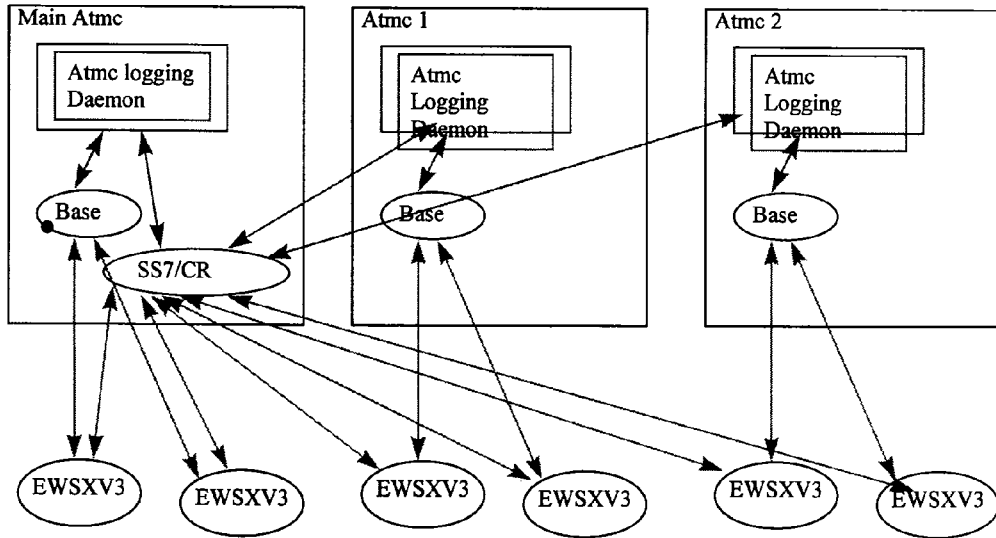 Main Atmc
Atmc 1
Atmc 2
Atmc logging
Daemon
Atmc
Logging
Daemon
Atmc
Logging
Daemon
Base
Base
Base
SS7/CR
EWSXV3
EWSXV3
EWSXV3
EWSXV3
EWSXV3
EWSXV3